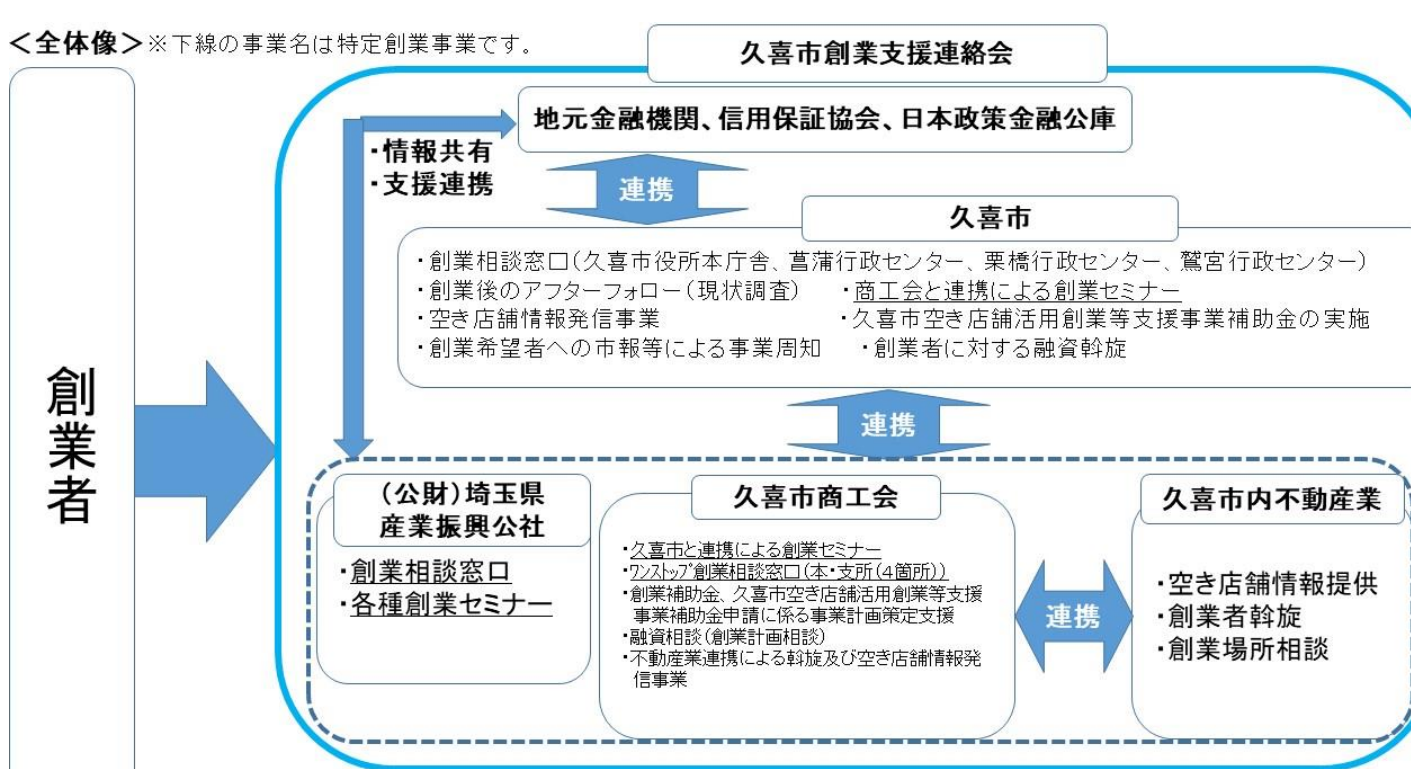 ＜全体像＞※下線の事業名は特定創業事業です。
久喜市創業支援連絡会
地元金融機関、信用保証協会、日本政策金融公庫
・情報共有
・支援連携
連携
久喜市
・創業相談窓口（久喜市役所本庁舎、菖蒲行政センター、栗橋行政センター、鷲宮行政センター）
・創業後のアフターフォロー（現状調査） ・商工会と連携による創業セミナー
・空き店舗情報発信事業 ・久喜市空き店舗活用創業等支援事業補助金の実施
・創業希望者への市報等による事業周知 ・創業者に対する融資斡旋
創業者
連携
（公財）埼玉県
産業振興公社
・創業相談窓口
・各種創業セミナー
久喜市商工会
・久喜市と連携による創業セミナー
・ワンストップ創業相談窓口（本・支所（4箇所））
・創業補助金、久喜市空き店舗活用創業等支援
事業補助金申請に係る事業計画策定支援
・融資相談（創業計画相談）
・不動産業連携による斡旋及び空き店舗情報発
信事業
連携
久喜市内不動産業
・空き店舗情報提供
・創業者斡旋
・創業場所相談